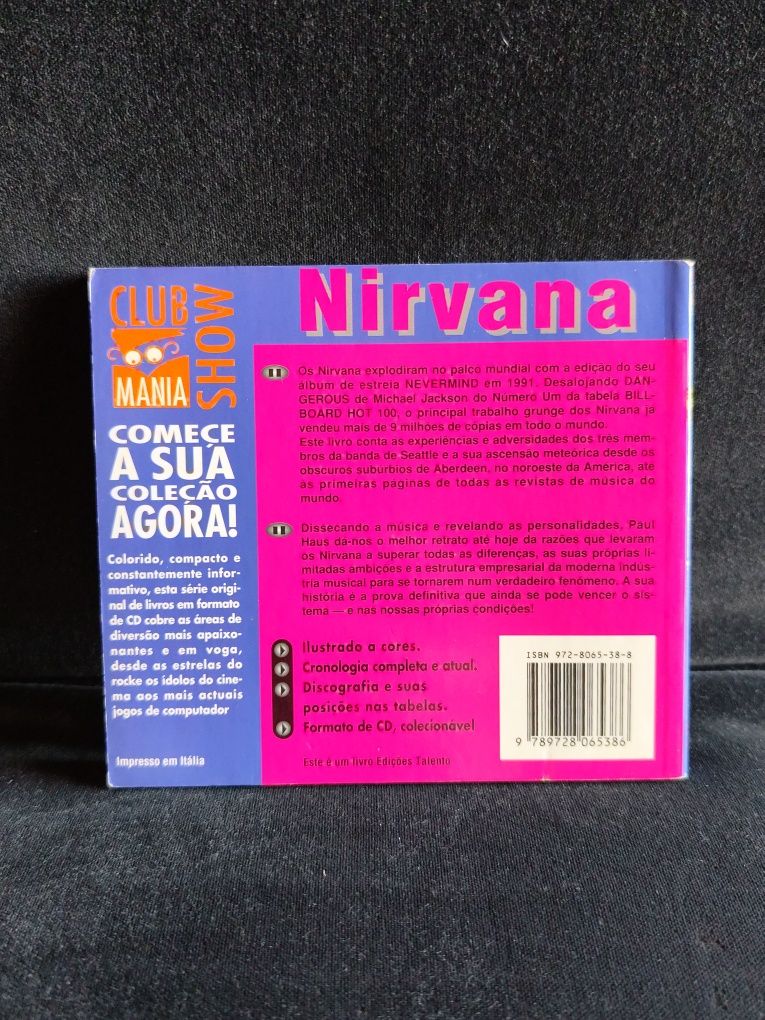 CLUB
SHOW
MANIA
COMECE
A SUA
COLEÇÃO
AGORA!
Colorido, compacto e
constantemente infor-
mativo, esta série origi-
nal de livros em formato
de CD cobre as áreas de
diversão mais apaixo-
nantes e em voga,
desde as estrelas do
rocke os ídolos do cine-
ma aos mais actuais
jogos de computador
Impresso em Itália
Nirvana
Os Nirvana explodiram no palco mundial com a edição do seu
álbum de estreia NEVERMIND em 1991. Desalojando DAN-
GEROUS de Michael Jackson do Número Um da tabela BILL-
BOARD HOT 100, o principal trabalho grunge dos Nirvana já
vendeu mais de 9 milhões de cópias em todo o mundo.
Este livro conta as experiências e adversidades dos três mem-
bros da banda de Seattle e a sua ascensão meteórica desde os
obscuros subúrbios de Aberdeen, no noroeste da América, até
às primeiras páginas de todas as revistas de música do
mundo.
Dissecando a música e revelando as personalidades, Paul
Haus dá-nos o melhor retrato até hoje da razões que levaram
os Nirvana a superar todas as diferenças, as suas próprias li-
mitadas ambições e a estrutura empresarial da moderna indús-
tria musical para se tornarem num verdadeiro fenómeno. A sua
história é a prova definitiva que ainda se pode vencer o sis-
tema — e nas nossas próprias condições!
Ilustrado a cores.
Cronologia completa e atual.
Discografia e suas
posições nas tabelas.
Formato de CD, colecionável
Este é um livro Edições Talento
ISBN 972-8065-38-8
9 789728 065386